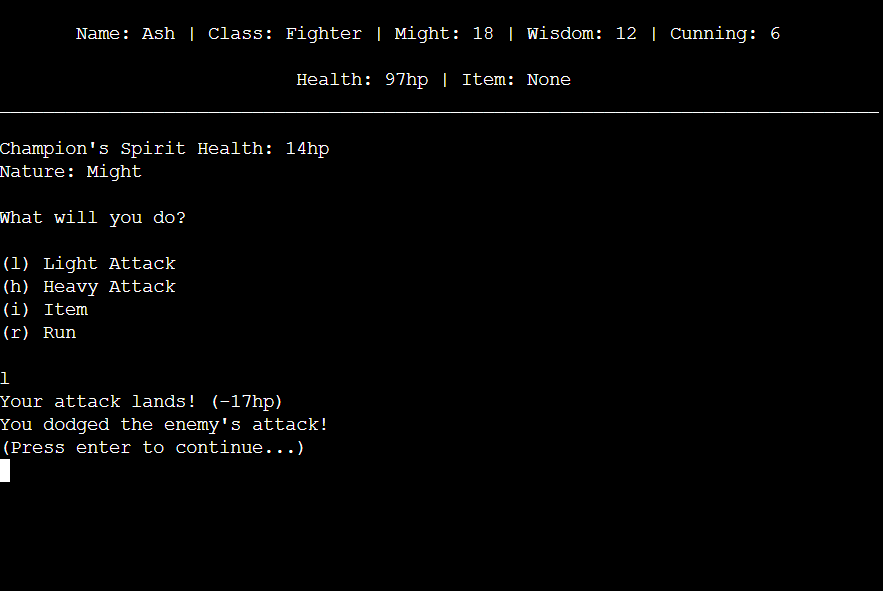 Name: Ash | Class: Fighter | Might: 18 | Wisdom: 12 | Cunning: 6
Health: 97hp | Item: None
Champion's Spirit Health: 14hp
Nature: Might
What will you do?
(l) Light Attack
(h) Heavy Attack
(i) Item
(r) Run
l
Your attack lands! (-17hp)
You dodged the enemy's attack!
(Press enter to continue...)